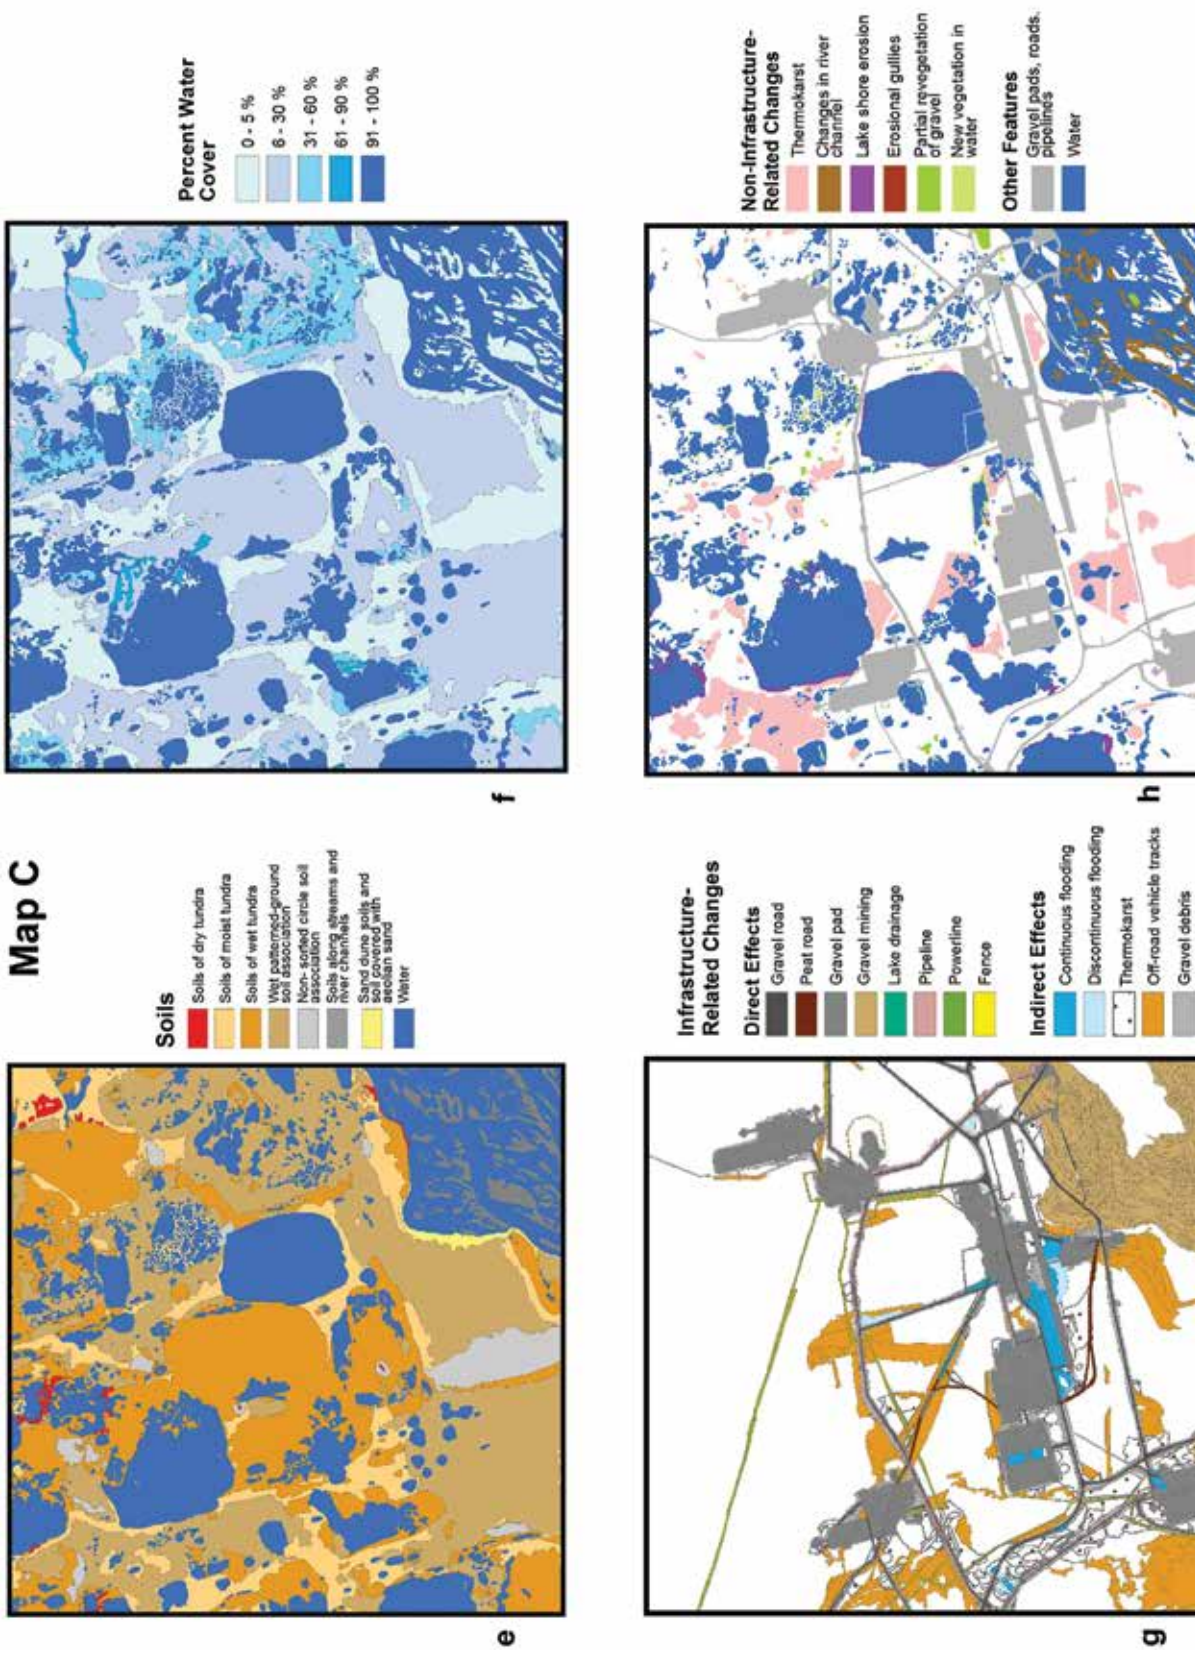 Map C
Soils
Soils of dry tundra
Soils of moist tundra
Soils of wet tundra
Wet patterned-ground
soil association
Non- sorted circle soil
association
Soils along streams and
river channels
Sand dune soils and
soil covered with
aeolian sand
Water
e
Percent Water
Cover
0 - 5 %
6 - 30 %
31 - 60 %
61 - 90 %
91 - 100 %
f
Infrastructure-
Related Changes
Direct Effects
Gravel road
Peat road
Gravel pad
Gravel mining
Lake drainage
Pipeline
Powerline
Fence
Indirect Effects
Continuous flooding
Discontinuous flooding
Thermokarst
Off-road vehicle tracks
Gravel debris
g
Non-Infrastructure-
Related Changes
Thermokarst
Changes in river
channel
Lake shore erosion
Erosional gullies
Partial revegetation
of gravel
New vegetation in
water
Other Features
Gravel pads, roads.
pipelines
Water
h